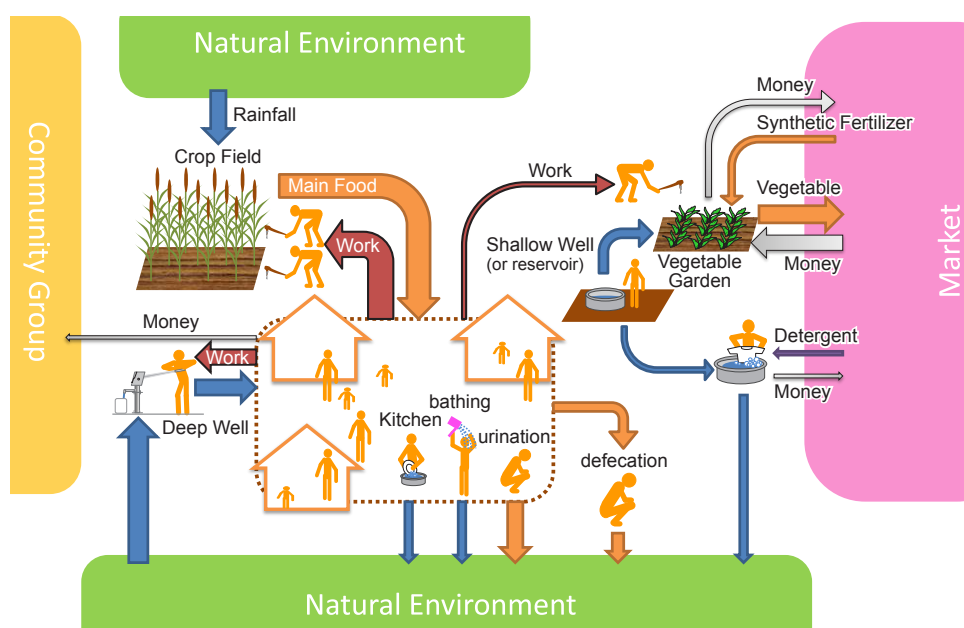 Natural Environment
Community Group
Rainfall
Crop Field
Main Food
Work
Work
Money
Synthetic Fertilizer
Vegetable
Money
Vegetable
Garden
Shallow Well
(or reservoir)
Market
Money
Work
Deep Well
Detergent
Money
bathing
Kitchen
urination
defecation
Natural Environment